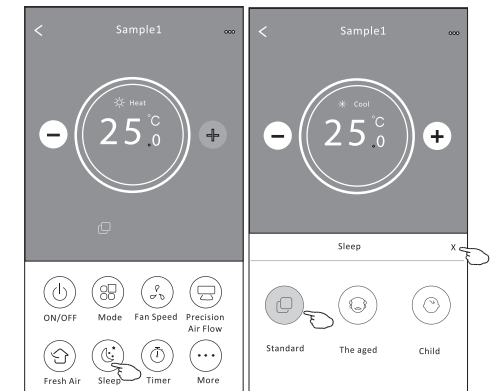 Sample1
Heat
25.0°C
ON/OFF
Mode
Fan Speed
Precision
Air Flow
Fresh Air
Sleep
Timer
More
Sample1
Cool
25.0°C
Sleep
X
Standard
The aged
Child